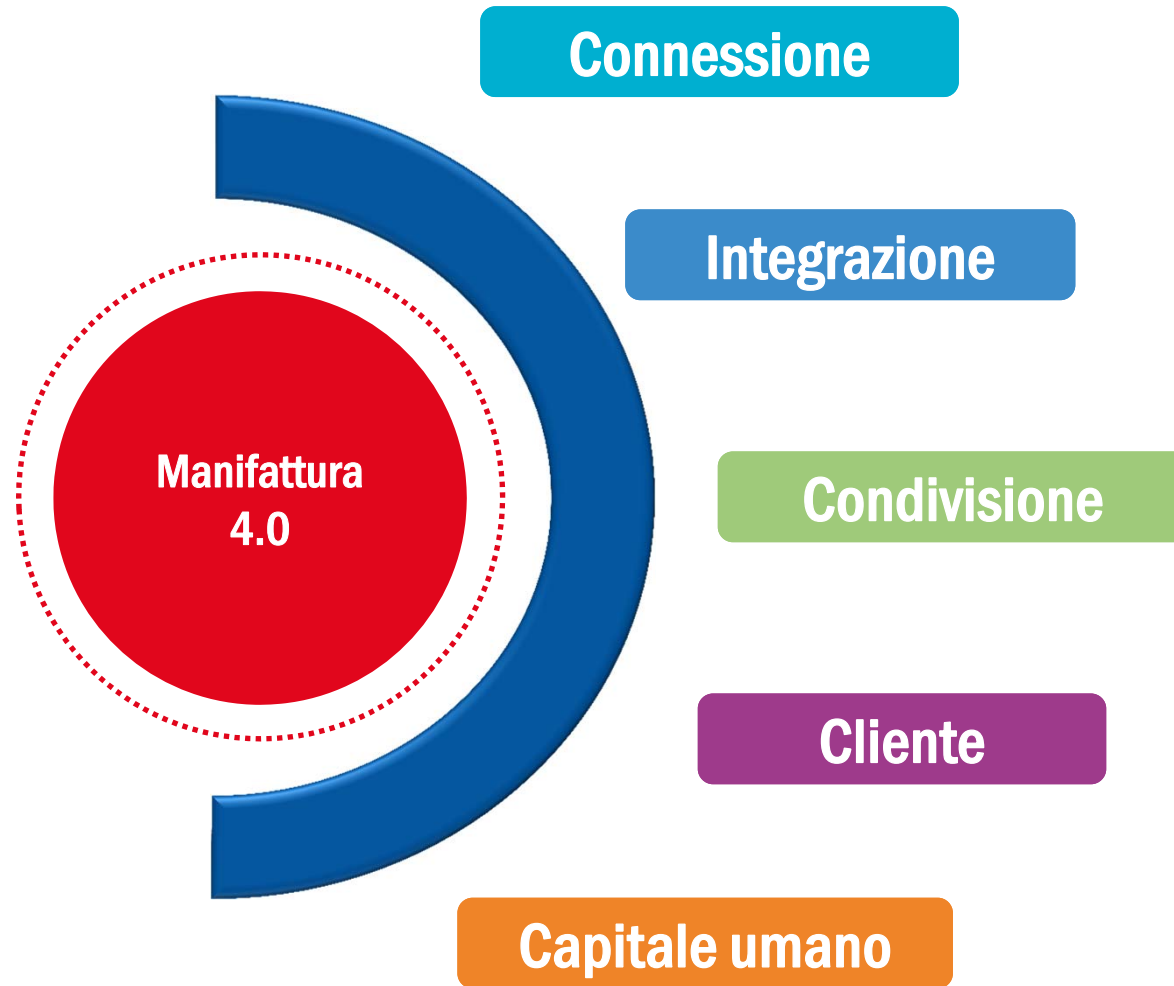 Connessione
Integrazione
Manifattura
4.0
Condivisione
Cliente
Capitale umano